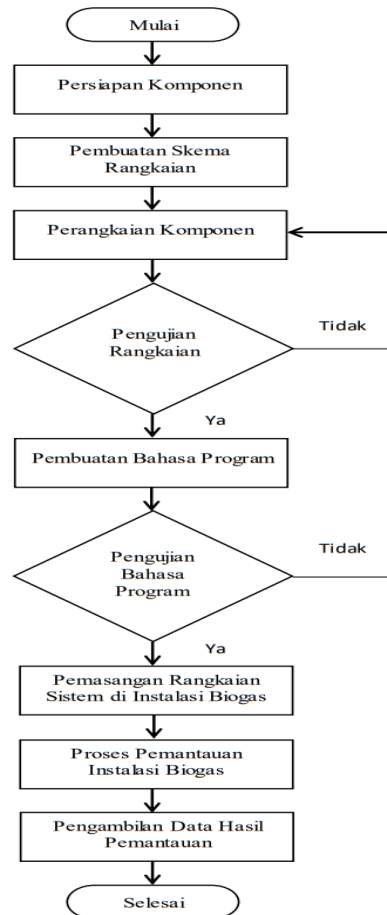 Mulai
Persiapan Komponen
Pembuatan Skema
Rangkaian
Perangkaian Komponen
Pengujian
Rangkaian
Tidak
Ya
Pembuatan Bahasa Program
Pengujian
Bahasa
Program
Tidak
Ya
Pemasangan Rangkaian
Sistem di Instalasi Biogas
Proses Pemantauan
Instalasi Biogas
Pengambilan Data Hasil
Pemantauan
Selesai